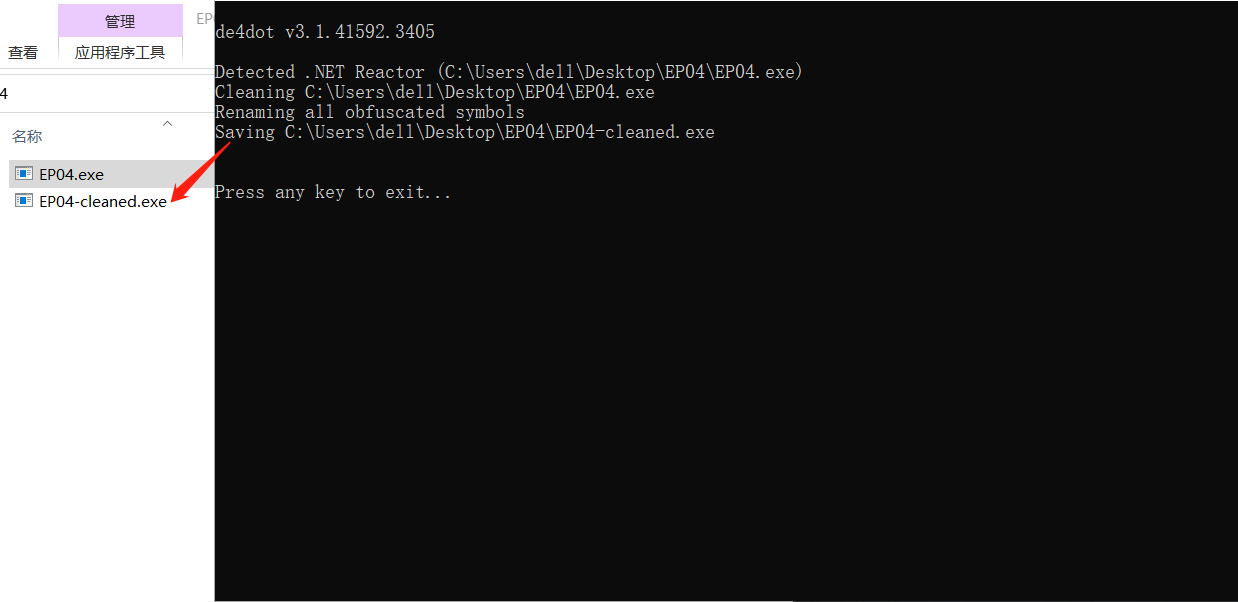 管理
EP
查看
应用程序工具
4
名称
EP04.exe
EP04-cleaned.exe
de4dot v3.1.41592.3405
Detected .NET Reactor (C:\Users\dell\Desktop\EP04\EP04.exe)
Cleaning C:\Users\dell\Desktop\EP04\EP04.exe
Renaming all obfuscated symbols
Saving C:\Users\dell\Desktop\EP04\EP04-cleaned.exe
Press any key to exit...